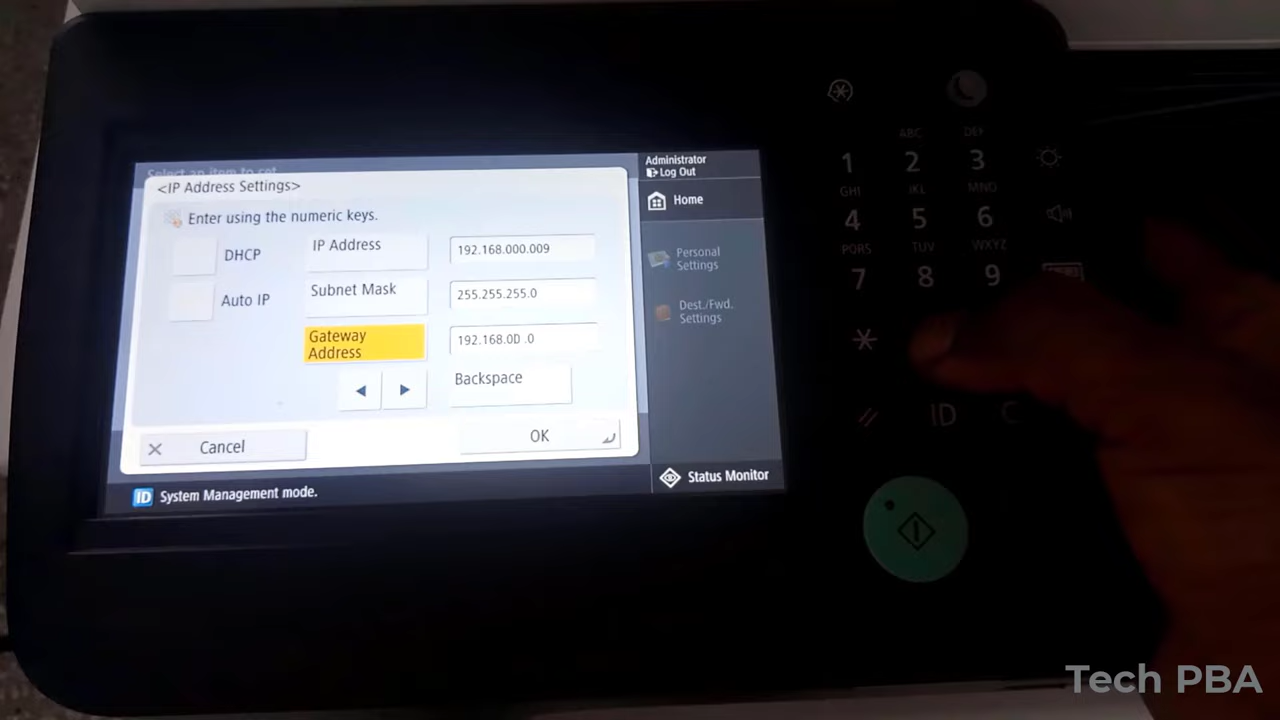 Select an item to set.
<IP Address Settings>
Enter using the numeric keys.
DHCP
IP Address
192.168.000.009
Auto IP
Subnet Mask
255.255.255.0
Gateway
Address
192.168.0D .0
Backspace
Cancel
OK
ID System Management mode.
Administrator
Log Out
Home
Personal
Settings
Dest./Fwd.
Settings
Status Monitor
ABC DEF
1 2 3
GHI JKL MNO
4 5 6
PQRS TUV WXYZ
7 8 9
ID C
Tech PBA